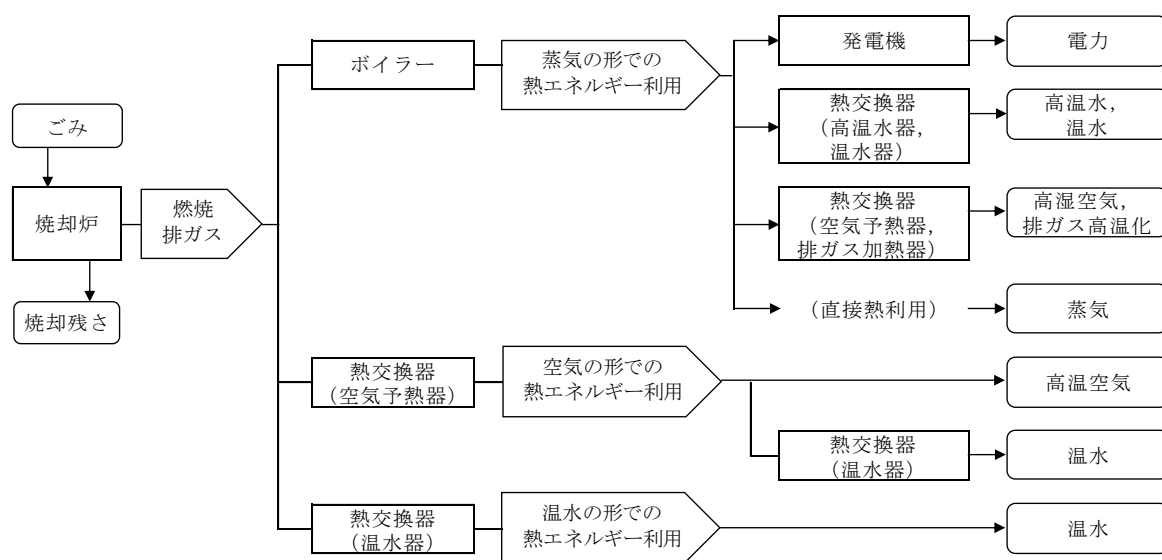 ごみ
焼却炉
焼却残さ
燃焼
排ガス
ボイラー
蒸気の形での
熱エネルギー利用
発電機
電力
熱交換器
（高温水器，
温水器）
高温水，
温水
熱交換器
（空気予熱器，
排ガス加熱器）
高湿空気，
排ガス高温化
（直接熱利用）
蒸気
熱交換器
（空気予熱器）
空気の形での
熱エネルギー利用
高温空気
熱交換器
（温水器）
温水
熱交換器
（温水器）
温水の形での
熱エネルギー利用
温水